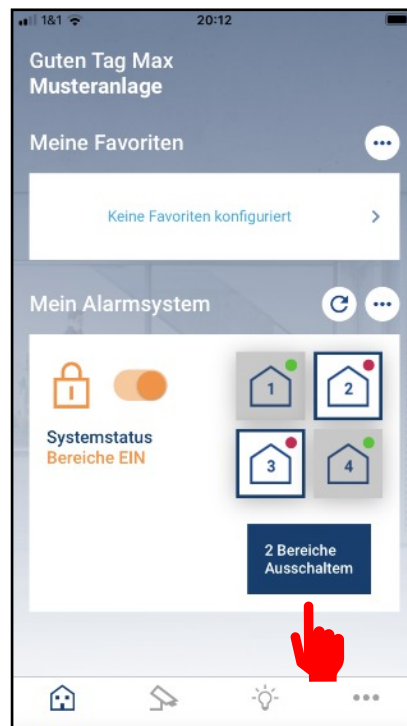 1&1 20:12
Guten Tag Max
Musteranlage
Meine Favoriten
Keine Favoriten konfiguriert
Mein Alarmsystem
1 2
Systemstatus
Bereiche EIN
3 4
2 Bereiche
Ausschaltem